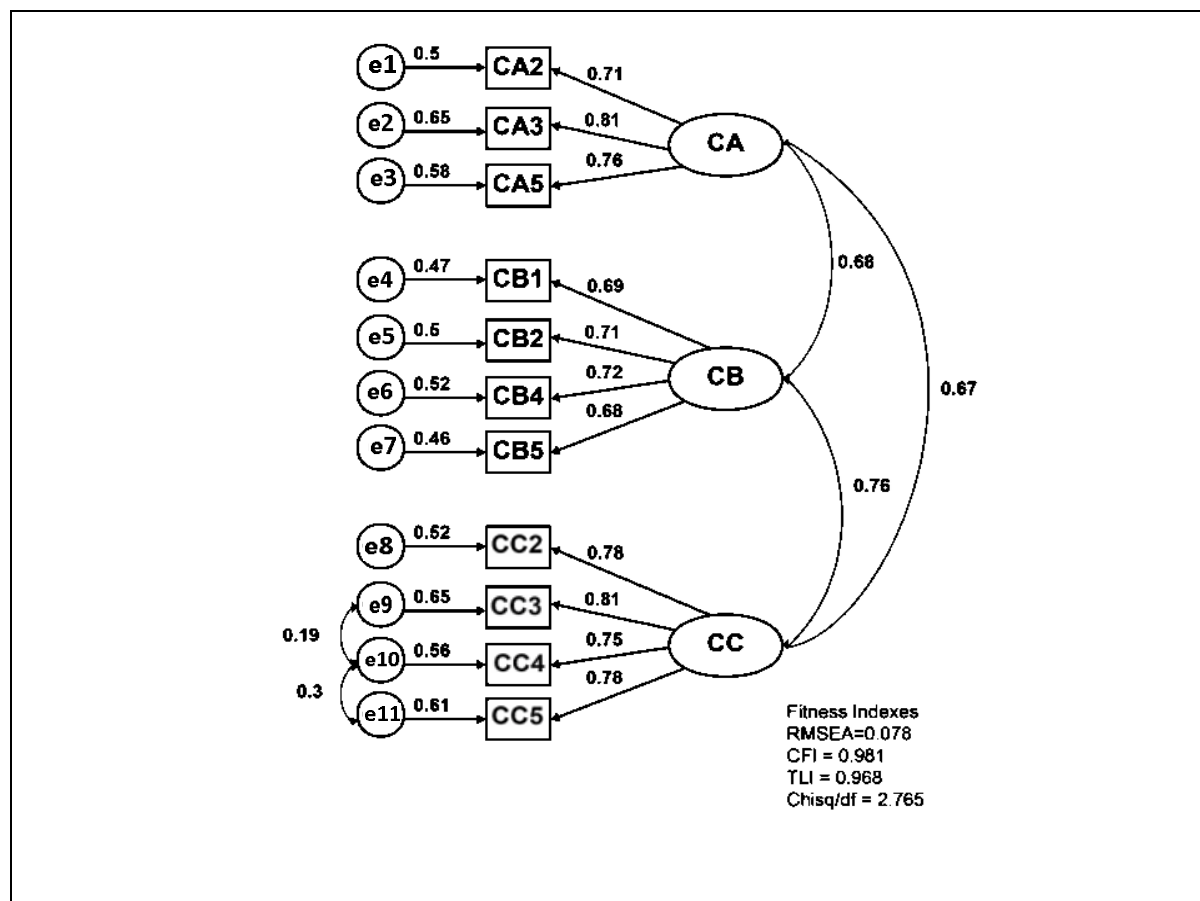 e1 0.5 CA2 0.71
e2 0.65 CA3 0.81
e3 0.58 CA5 0.76
CA
0.68
e4 0.47 CB1 0.69
e5 0.5 CB2 0.71
e6 0.52 CB4 0.72
e7 0.46 CB5 0.68
CB
0.67
0.76
e8 0.52 CC2 0.78
e9 0.65 CC3 0.81
0.19
e10 0.56 CC4 0.75
0.3
e11 0.61 CC5 0.78
CC
Fitness Indexes
RMSEA=0.078
CFI = 0.981
TLI = 0.968
Chisq/df = 2.765